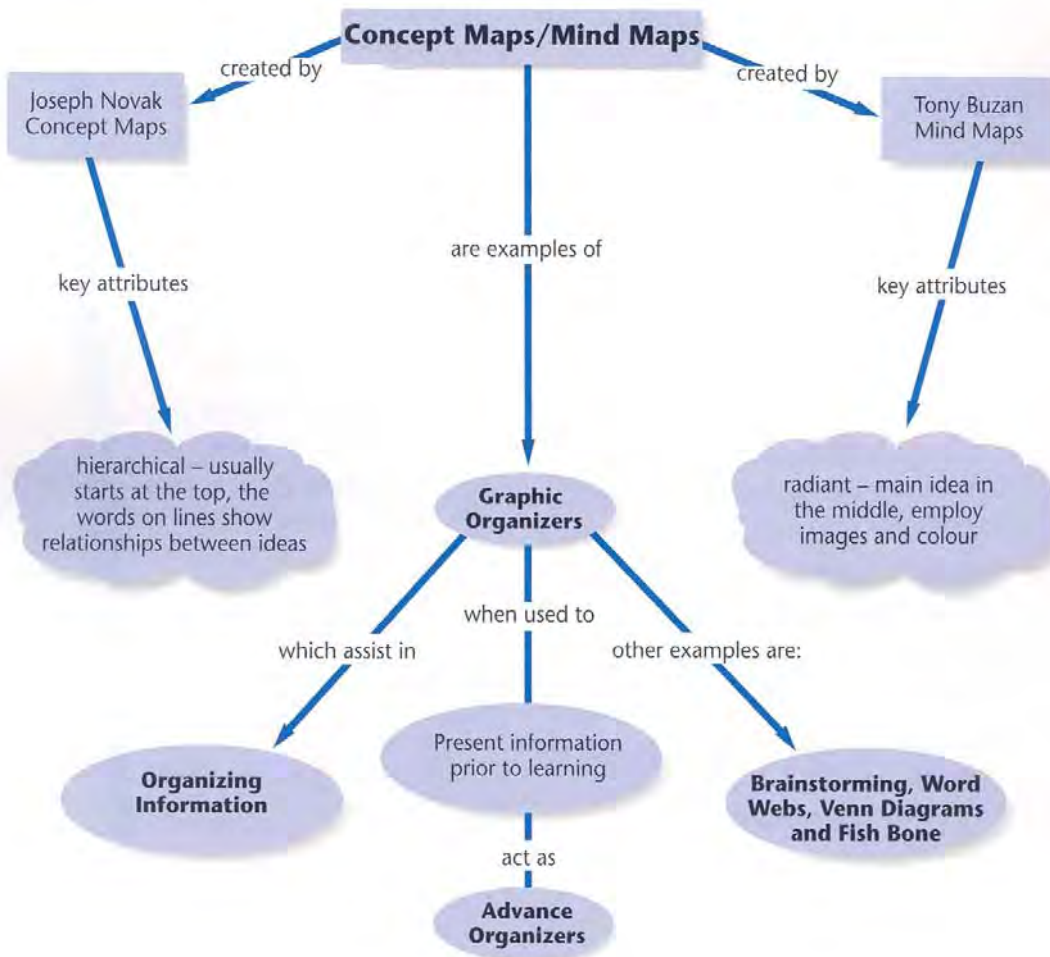 Concept Maps/Mind Maps
created by
created by
Joseph Novak
Concept Maps
Tony Buzan
Mind Maps
are examples of
key attributes
key attributes
hierarchical – usually
starts at the top, the
words on lines show
relationships between ideas
Graphic
Organizers
radiant – main idea in
the middle, employ
images and colour
which assist in
when used to
other examples are:
Organizing
Information
Present information
prior to learning
Brainstorming, Word
Webs, Venn Diagrams
and Fish Bone
act as
Advance
Organizers